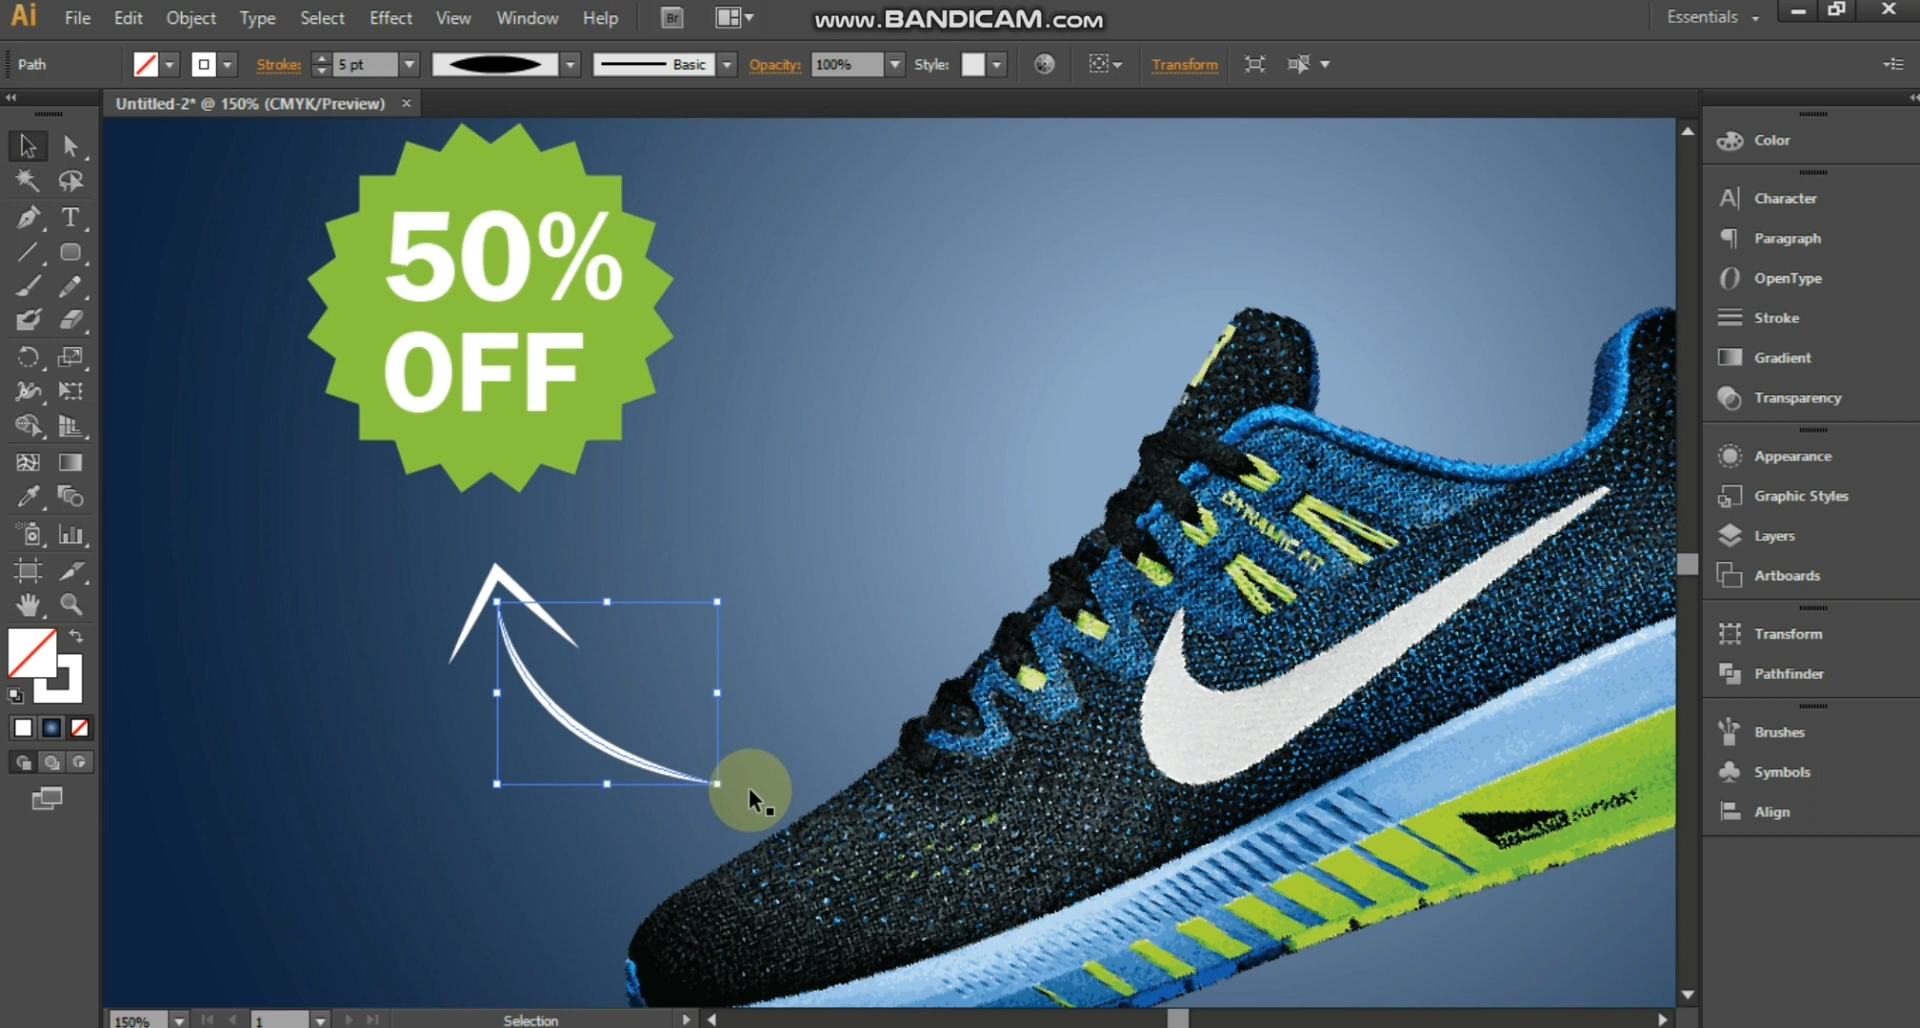 Ai File Edit Object Type Select Effect View Window Help Br www.BANDICAM.com Essentials
Path Stroke: 5 pt Basic Opacity: 100% Style: Transform
Untitled-2* @ 150% (CMYK/Preview) ×
50%
OFF
DYNAMIC
Color
Character
Paragraph
OpenType
Stroke
Gradient
Transparency
Appearance
Graphic Styles
Layers
Artboards
Transform
Pathfinder
Brushes
Symbols
Align
150% 1 Selection